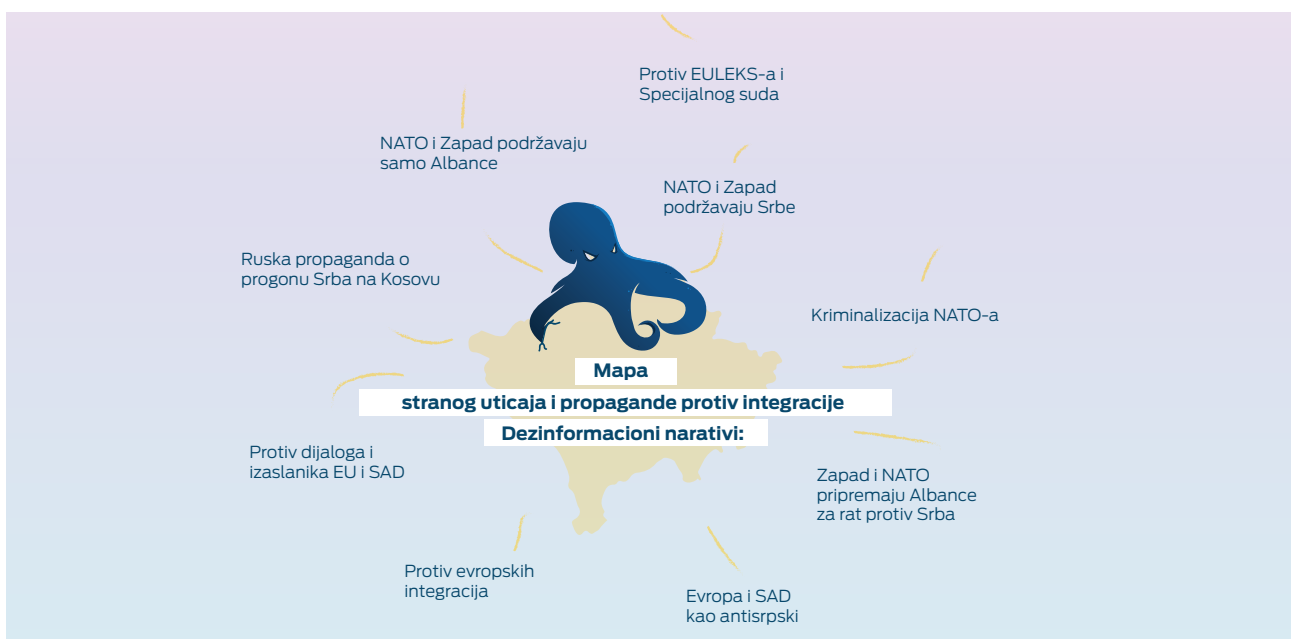 Protiv EULEKS-a i
Specijalnog suda
NATO i Zapad podržavaju
samo Albance
NATO i Zapad
podržavaju Srbe
Ruska propaganda o
progonu Srba na Kosovu
Kriminalizacija NATO-a
Mapa
stranog uticaja i propagande protiv integracije
Dezinformacioni narativi:
Protiv dijaloga i
izaslanika EU i SAD
Zapad i NATO
pripremaju Albance
za rat protiv Srba
Protiv evropskih
integracija
Evropa i SAD
kao antisrpski